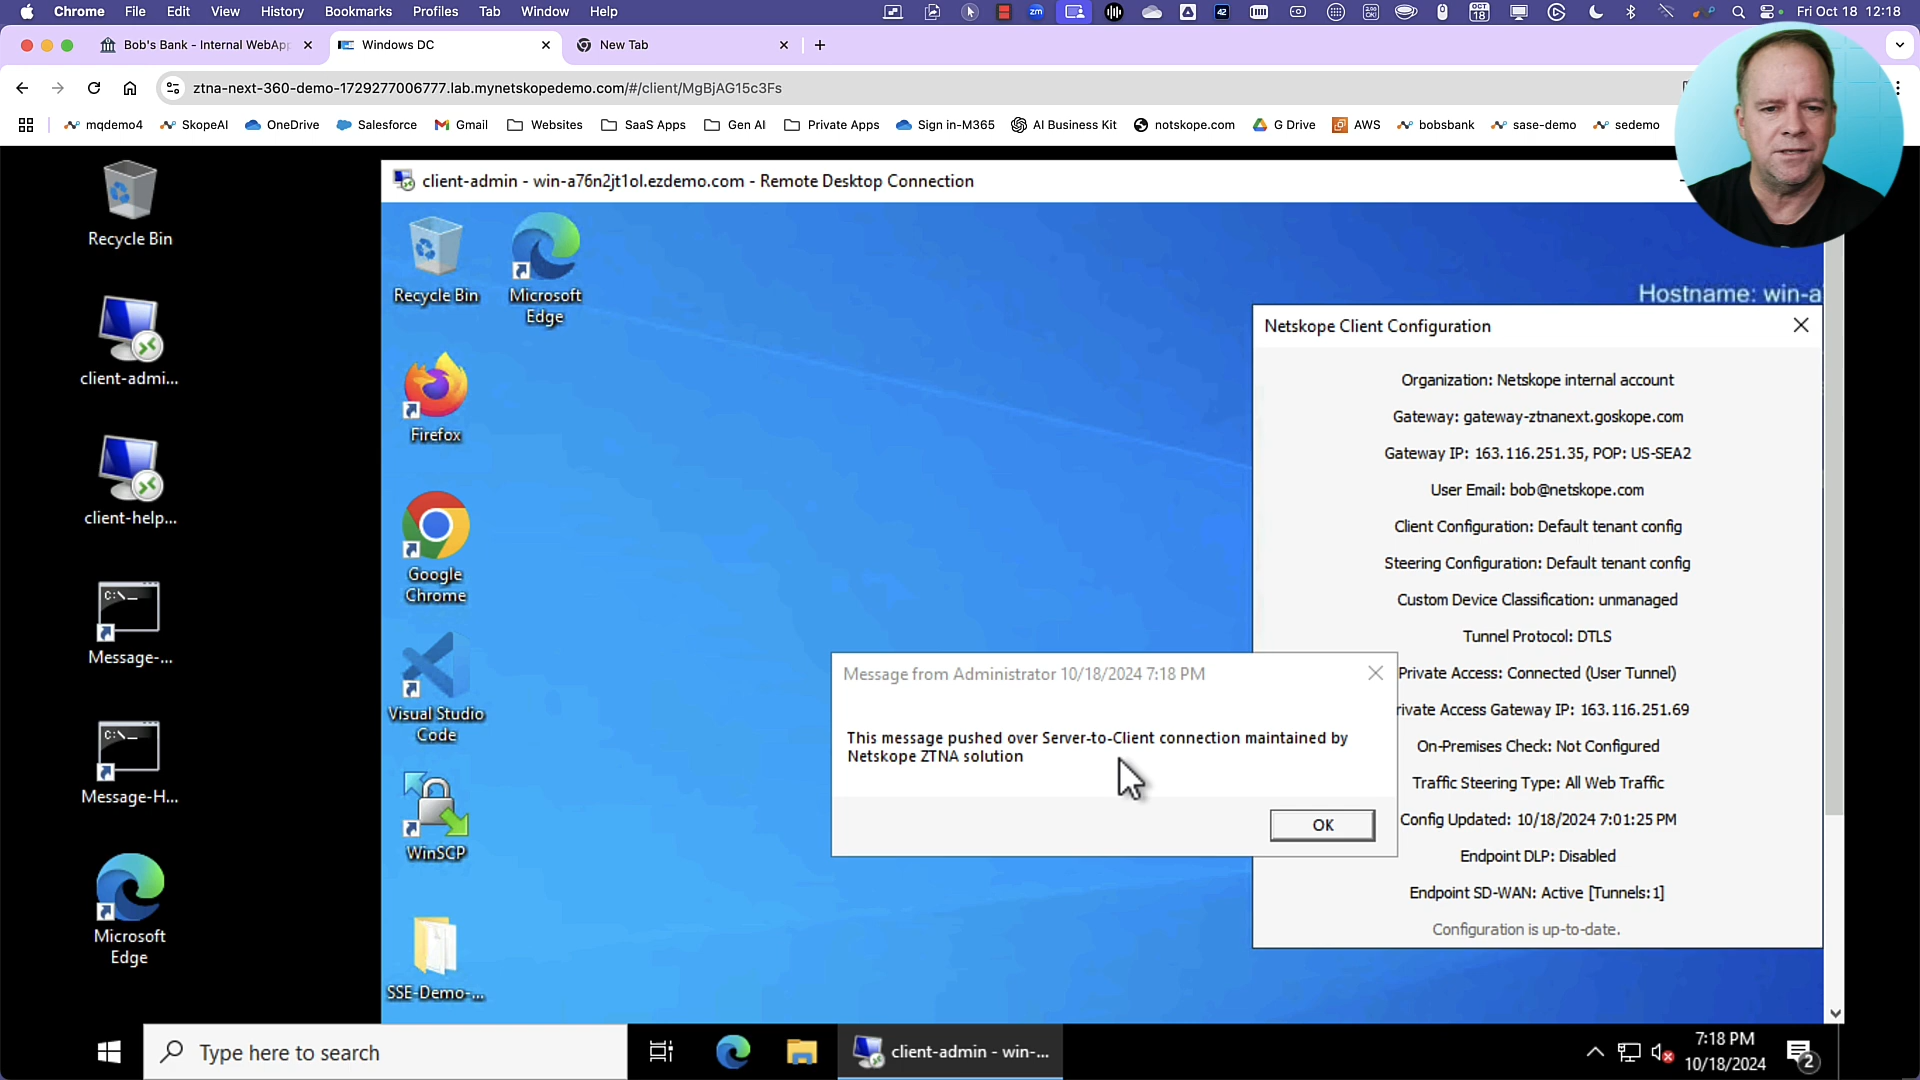 Chrome File Edit View History Bookmarks Profiles Tab Window Help
42
OCT 18
Fri Oct 18 12:18
Bob's Bank - Internal WebApp
Windows DC
New Tab
ztna-next-360-demo-1729277006777.lab.mynetskopedemo.com/#/client/MgBjAG15c3Fs
mqdemo4 SkopeAI OneDrive Salesforce Gmail Websites SaaS Apps Gen AI Private Apps Sign in-M365 AI Business Kit notskope.com G Drive AWS bobsbank sase-demo sedemo
Recycle Bin
client-admi...
client-help...
C:\_
Message-...
C:\_
Message-H...
Microsoft
Edge
client-admin - win-a76n2jt1ol.ezdemo.com - Remote Desktop Connection
Recycle Bin
Microsoft
Edge
Firefox
Google
Chrome
Visual Studio
Code
WinSCP
SSE-Demo-...
Hostname: win-a
Netskope Client Configuration
Organization: Netskope internal account
Gateway: gateway-ztnanext.goskope.com
Gateway IP: 163.116.251.35, POP: US-SEA2
User Email: bob@netskope.com
Client Configuration: Default tenant config
Steering Configuration: Default tenant config
Custom Device Classification: unmanaged
Tunnel Protocol: DTLS
Private Access: Connected (User Tunnel)
rivate Access Gateway IP: 163.116.251.69
On-Premises Check: Not Configured
Traffic Steering Type: All Web Traffic
Config Updated: 10/18/2024 7:01:25 PM
Endpoint DLP: Disabled
Endpoint SD-WAN: Active [Tunnels:1]
Configuration is up-to-date.
Message from Administrator 10/18/2024 7:18 PM
This message pushed over Server-to-Client connection maintained by
Netskope ZTNA solution
OK
Type here to search
client-admin - win-...
7:18 PM
10/18/2024
2